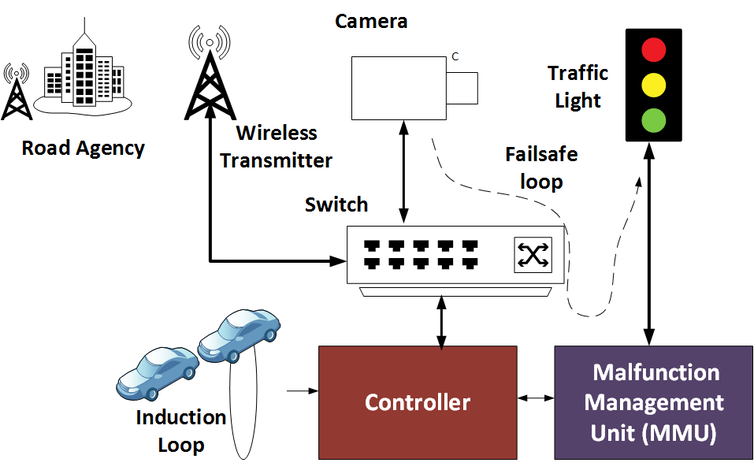 Camera
C
Traffic
Light
Road Agency
Wireless
Transmitter
Failsafe
loop
Switch
Induction
Loop
Controller
Malfunction
Management
Unit (MMU)